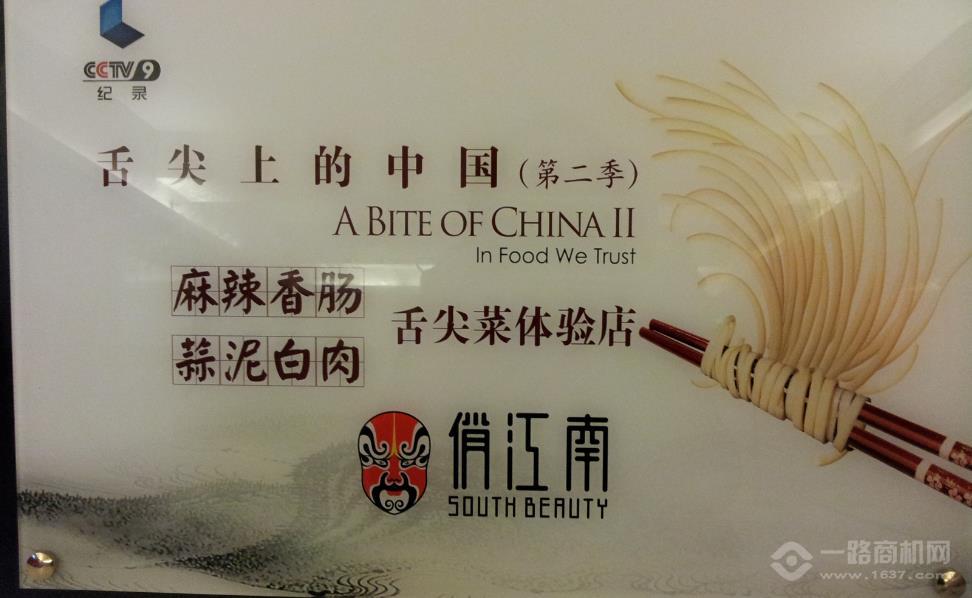 CCTV 9
纪录
舌尖上的中国(第二季)
A BITE OF CHINA II
In Food We Trust
麻辣香肠
蒜泥白肉
舌尖菜体验店
俏江南
SOUTH BEAUTY
一路商机网
www.1637.com